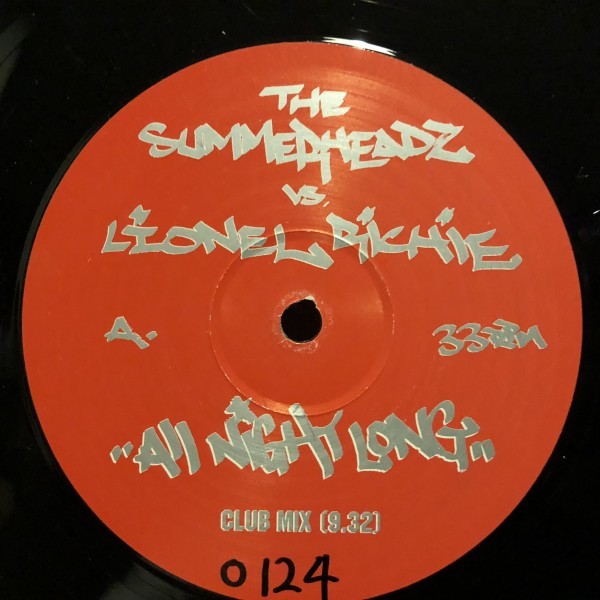 THE
SUMMERHEADZ
vs.
LIONEL RICHIE
A. 33rpm
"All NIGHT LONG"
CLUB MIX (9.32)
0124